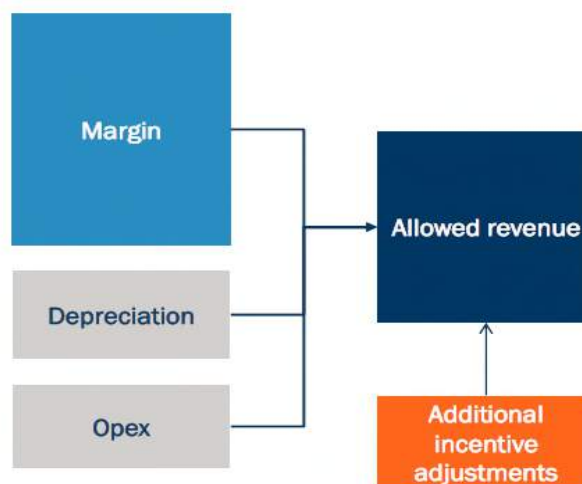 Margin
Allowed revenue
Depreciation
Opex
Additional
incentive
adjustments